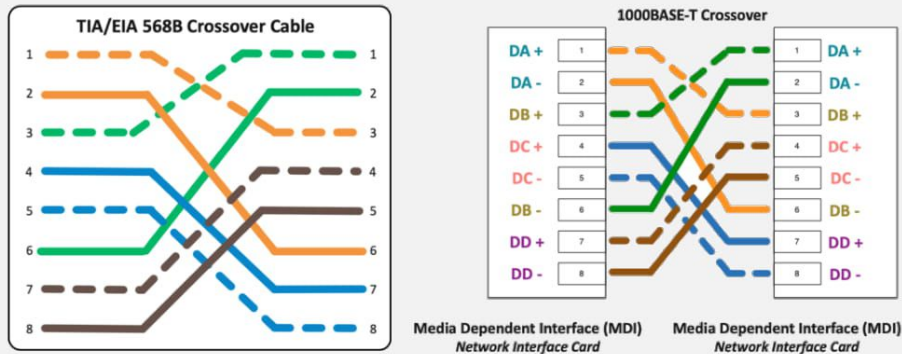 TIA/EIA 568B Crossover Cable
1 1
2 2
3 3
4 4
5 5
6 6
7 7
8 8
1000BASE-T Crossover
DA + 1 1 DA +
DA - 2 2 DA -
DB + 3 3 DB +
DC + 4 4 DC +
DC - 5 5 DC -
DB - 6 6 DB -
DD + 7 7 DD +
DD - 8 8 DD -
Media Dependent Interface (MDI) Media Dependent Interface (MDI)
Network Interface Card Network Interface Card